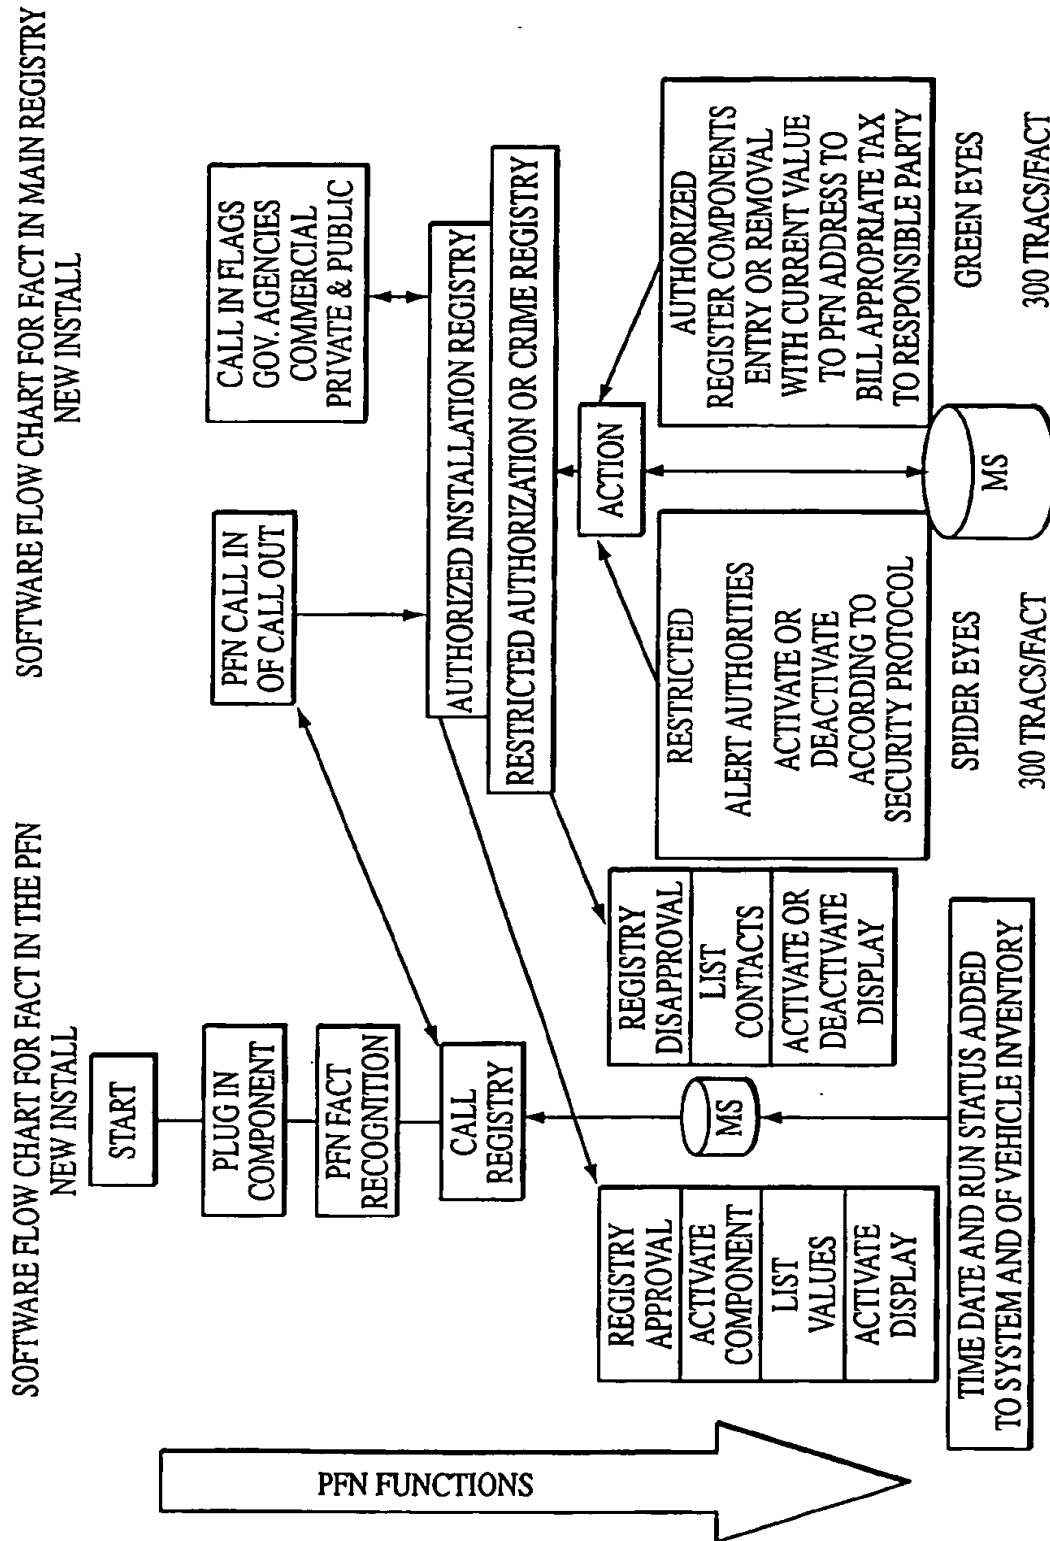 SOFTWARE FLOW CHART FOR FACT IN THE PFN
NEW INSTALL
START
PLUG IN
COMPONENT
PFN FACT
RECOGNITION
CALL
REGISTRY
MS
REGISTRY
APPROVAL
ACTIVATE
COMPONENT
LIST
VALUES
ACTIVATE
DISPLAY
REGISTRY
DISAPPROVAL
LIST
CONTACTS
ACTIVATE OR
DEACTIVATE
DISPLAY
TIME DATE AND RUN STATUS ADDED
TO SYSTEM AND OF VEHICLE INVENTORY
PFN FUNCTIONS
SOFTWARE FLOW CHART FOR FACT IN MAIN REGISTRY
NEW INSTALL
PFN CALL IN
OF CALL OUT
CALL IN FLAGS
GOV. AGENCIES
COMMERCIAL
PRIVATE & PUBLIC
AUTHORIZED INSTALLATION REGISTRY
RESTRICTED AUTHORIZATION OR CRIME REGISTRY
ACTION
RESTRICTED
ALERT AUTHORITIES
ACTIVATE OR
DEACTIVATE
ACCORDING TO
SECURITY PROTOCOL
SPIDER EYES
300 TRACS/FACT
MS
AUTHORIZED
REGISTER COMPONENTS
ENTRY OR REMOVAL
WITH CURRENT VALUE
TO PFN ADDRESS TO
BILL APPROPRIATE TAX
TO RESPONSIBLE PARTY
GREEN EYES
300 TRACS/FACT